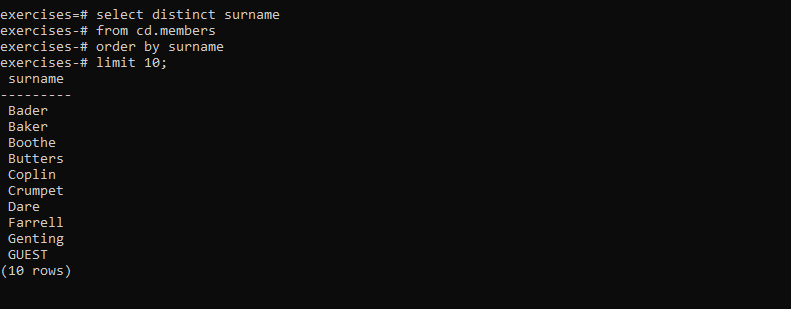 exercises=# select distinct surname
exercises-# from cd.members
exercises-# order by surname
exercises-# limit 10;
 surname
---------
 Bader
 Baker
 Boothe
 Butters
 Coplin
 Crumpet
 Dare
 Farrell
 Genting
 GUEST
(10 rows)